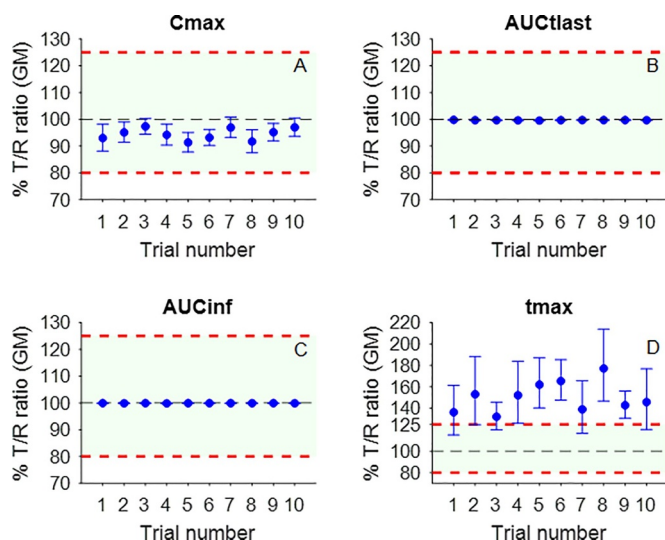 Cmax
A
% T/R ratio (GM)
130
120
110
100
90
80
70
1 2 3 4 5 6 7 8 9 10
Trial number
AUCtlast
B
% T/R ratio (GM)
130
120
110
100
90
80
70
1 2 3 4 5 6 7 8 9 10
Trial number
AUCinf
C
% T/R ratio (GM)
130
120
110
100
90
80
70
1 2 3 4 5 6 7 8 9 10
Trial number
tmax
D
% T/R ratio (GM)
220
200
180
160
140
125
100
80
1 2 3 4 5 6 7 8 9 10
Trial number